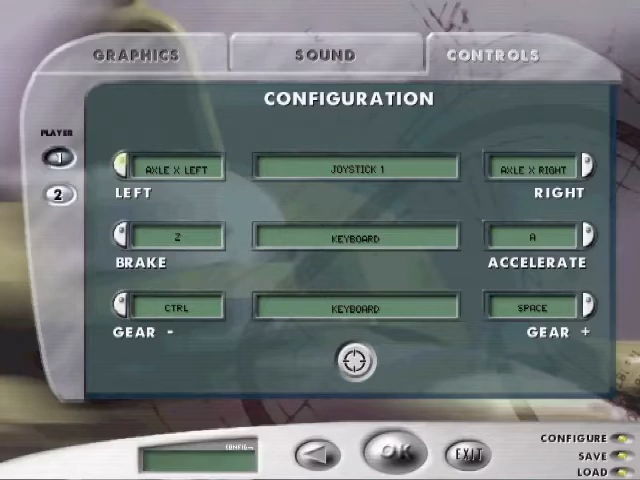 GRAPHICS SOUND CONTROLS
CONFIGURATION
PLAYER
1
2
AXLE X LEFT JOYSTICK 1 AXLE X RIGHT
LEFT RIGHT
Z KEYBOARD A
BRAKE ACCELERATE
CTRL KEYBOARD SPACE
GEAR - GEAR +
CONFIGURE
OK EXIT
SAVE
LOAD